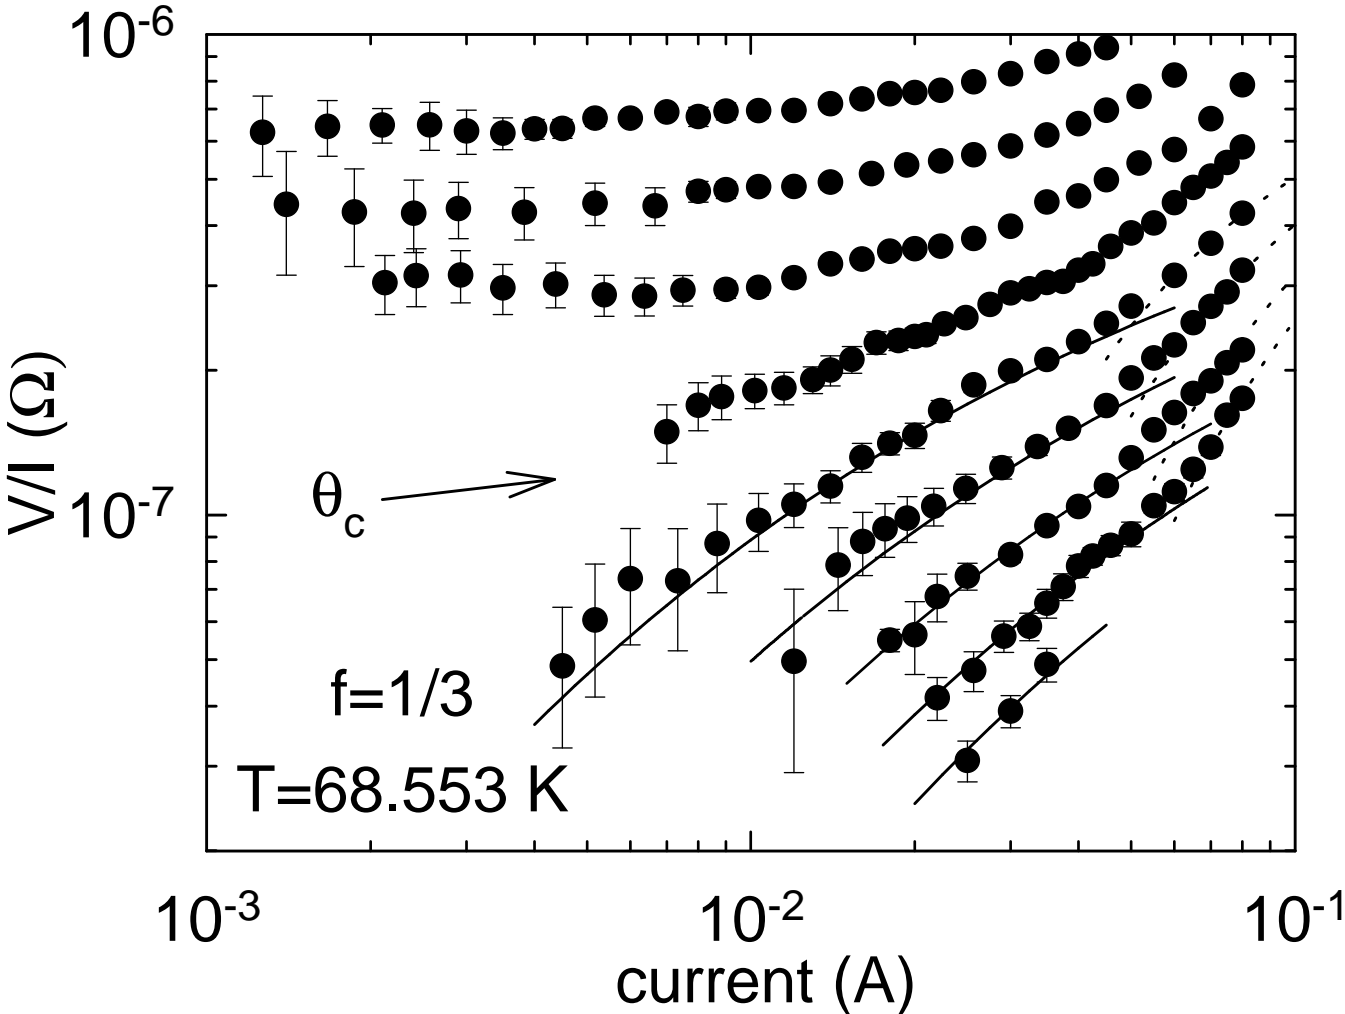 10-6
10-7
V/I (Ω)
θc
f=1/3
T=68.553 K
10-3
10-2
10-1
current (A)